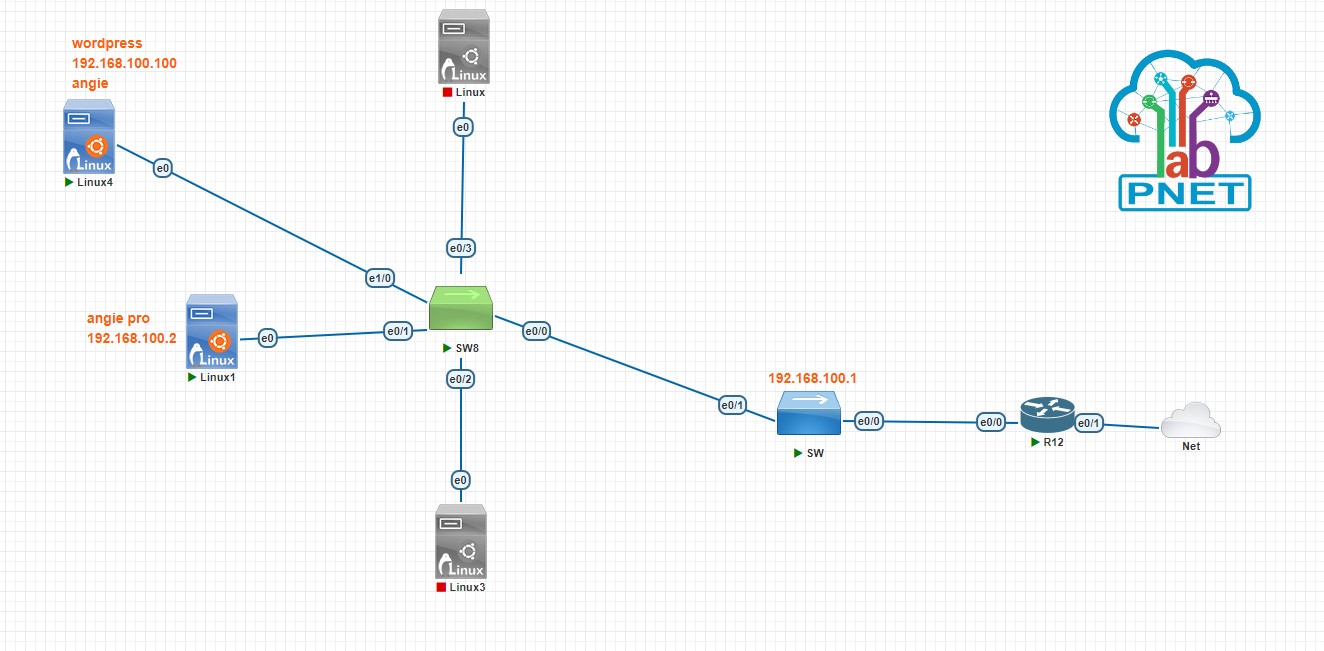 wordpress
192.168.100.100
angie
Linux
Linux4
e0
Linux
Linux
e0
e0/3
e1/0
angie pro
192.168.100.2
Linux
Linux1
e0
e0/1
SW8
e0/0
e0/2
e0
Linux
Linux3
192.168.100.1
e0/1
SW
e0/0
e0/0
R12
e0/1
Net
lab
PNET